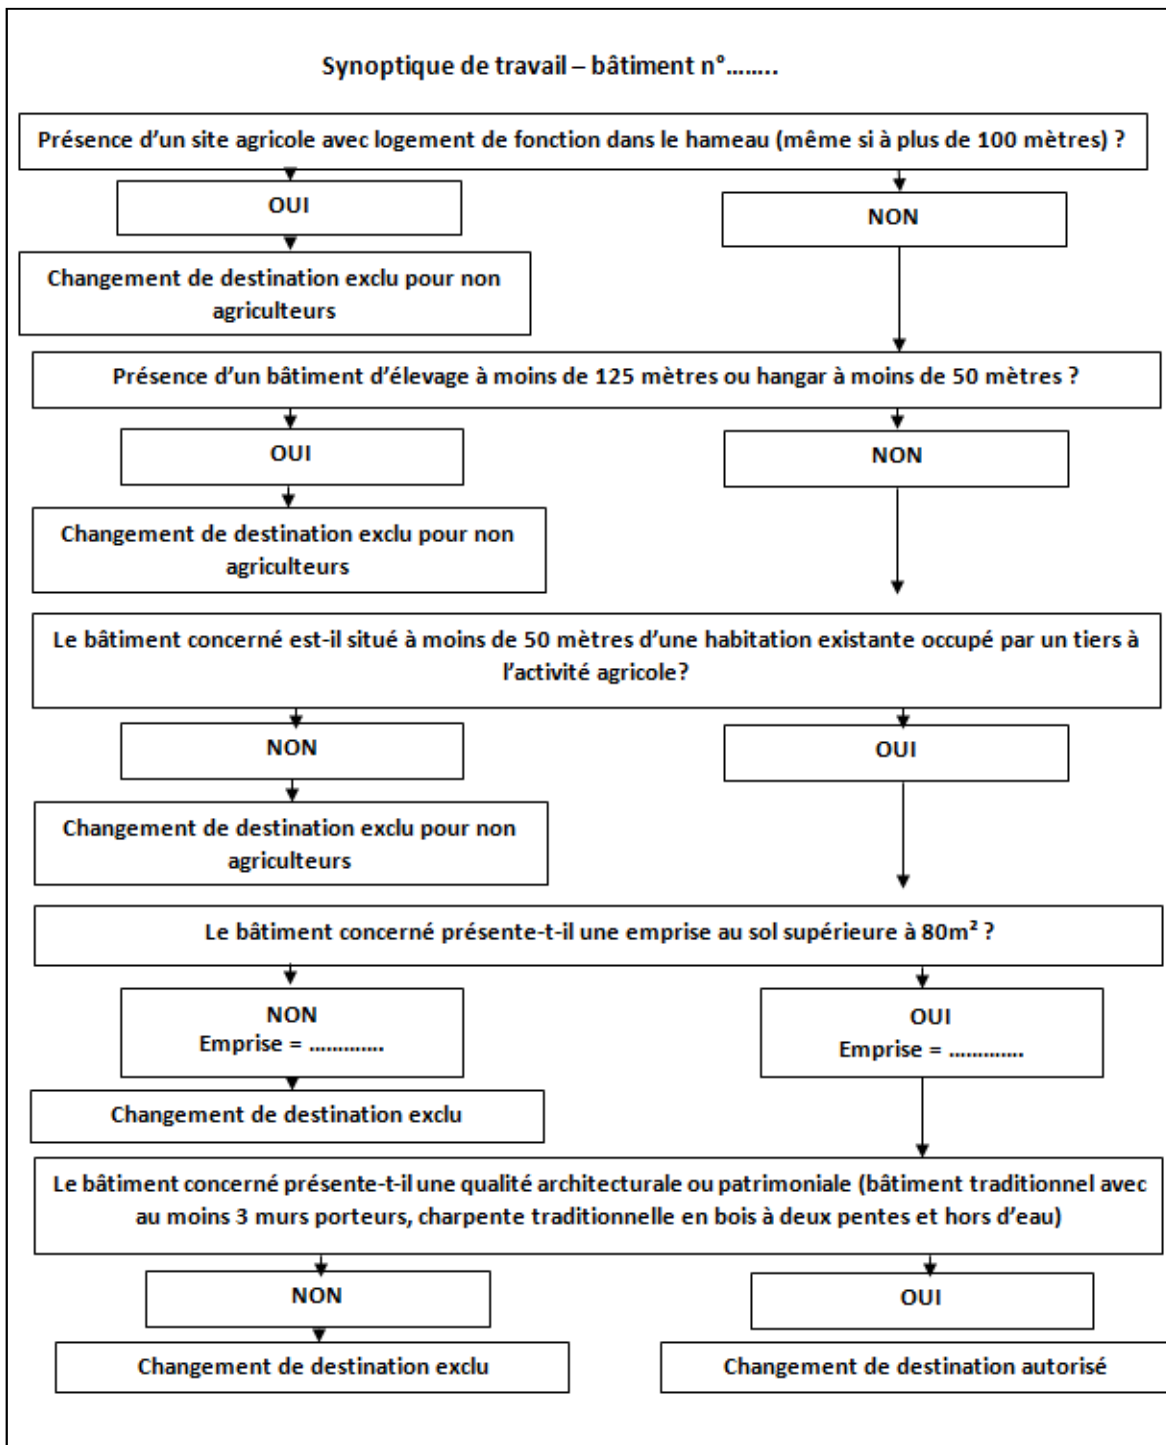 Synoptique de travail – bâtiment n°........
Présence d'un site agricole avec logement de fonction dans le hameau (même si à plus de 100 mètres) ?
OUI
NON
Changement de destination exclu pour non
agriculteurs
Présence d'un bâtiment d'élevage à moins de 125 mètres ou hangar à moins de 50 mètres ?
OUI
NON
Changement de destination exclu pour non
agriculteurs
Le bâtiment concerné est-il situé à moins de 50 mètres d'une habitation existante occupé par un tiers à
l'activité agricole?
NON
OUI
Changement de destination exclu pour non
agriculteurs
Le bâtiment concerné présente-t-il une emprise au sol supérieure à 80m² ?
NON
Emprise = .............
OUI
Emprise = .............
Changement de destination exclu
Le bâtiment concerné présente-t-il une qualité architecturale ou patrimoniale (bâtiment traditionnel avec
au moins 3 murs porteurs, charpente traditionnelle en bois à deux pentes et hors d'eau)
NON
OUI
Changement de destination exclu
Changement de destination autorisé